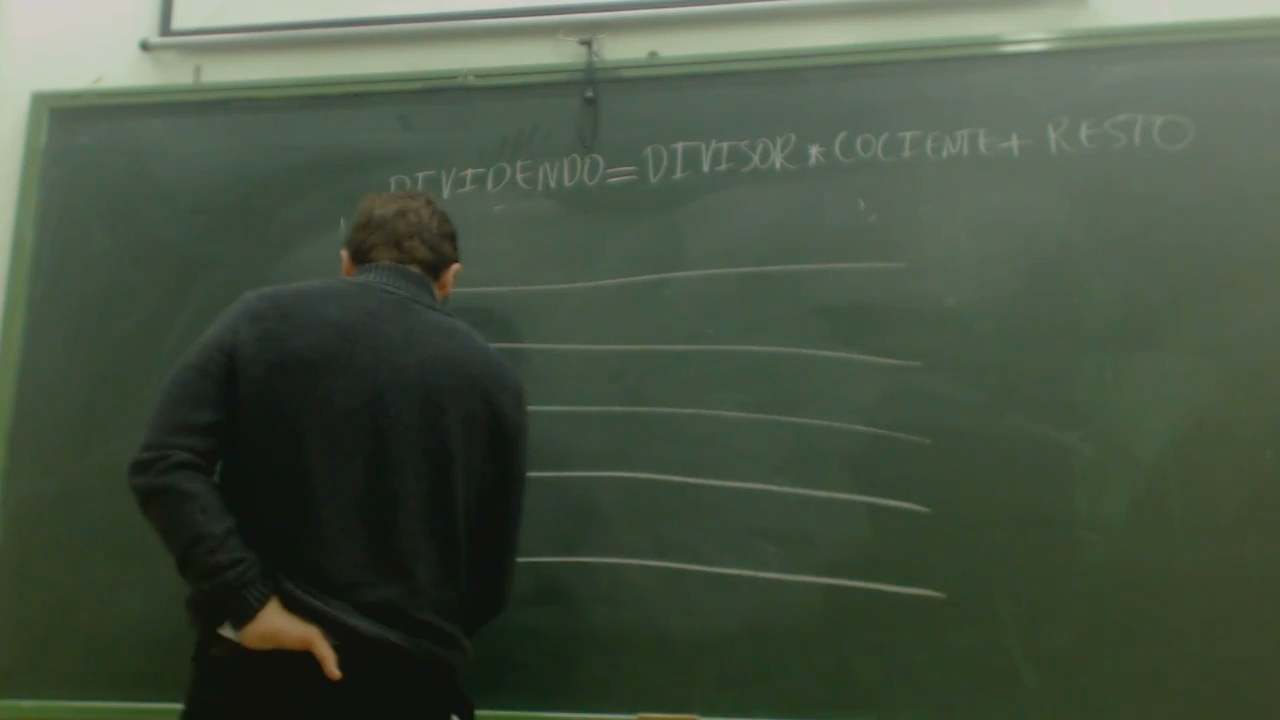 DIVIDENDO = DIVISOR * COCIENTE + RESTO